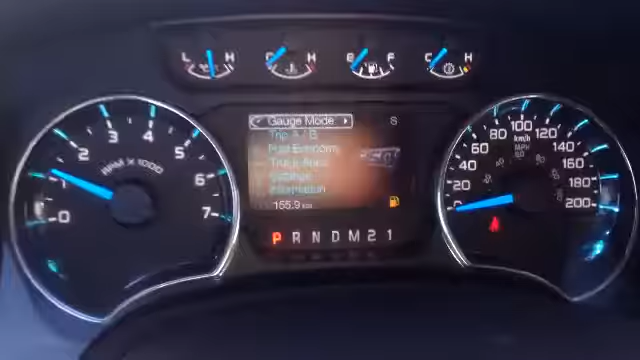 L H C H E F C H
1 2 3 4 5 6 7 0
RPM X 1000
Gauge Mode S
Trip A / B
Fuel Economy
Truck Apps
Settings
Information
155.9 km
P R N D M 2 1
20 40 60 80 100 120 140 160 180 200
km/h
MPH